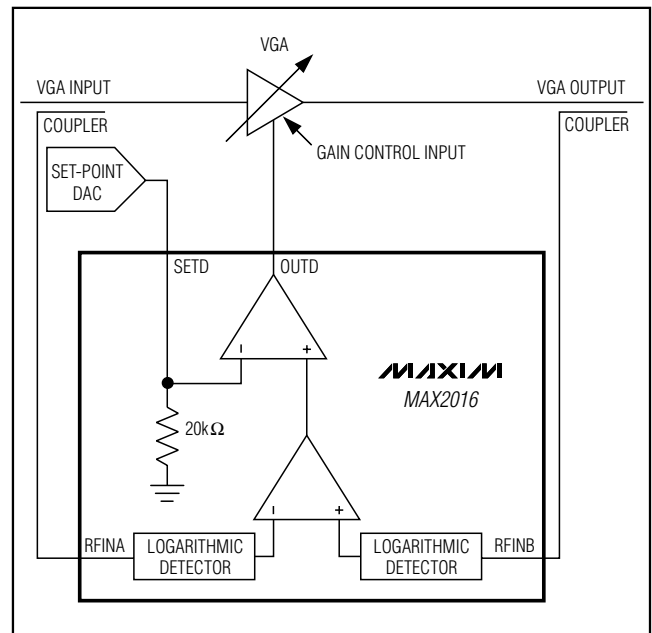 VGA
VGA INPUT
VGA OUTPUT
COUPLER
COUPLER
GAIN CONTROL INPUT
SET-POINT
DAC
SETD
OUTD
MAXIM
MAX2016
20kΩ
RFINA
LOGARITHMIC
DETECTOR
LOGARITHMIC
DETECTOR
RFINB